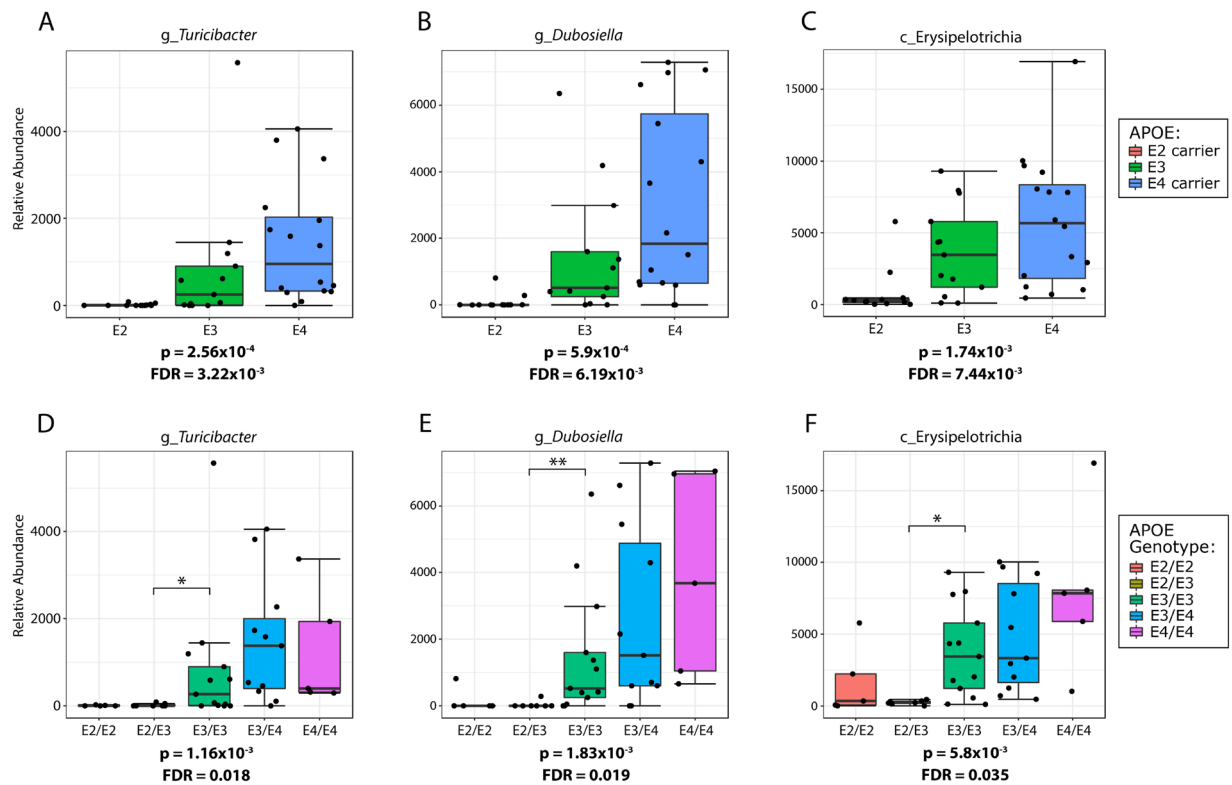 A
B
C
g_Turicibacter
g_Dubosiella
c_Erysipelotrichia
Relative Abundance
4000
2000
0
6000
4000
2000
0
15000
10000
5000
0
APOE:
E2 carrier
E3
E4 carrier
E2 E3 E4
E2 E3 E4
E2 E3 E4
p = 2.56x10⁻⁴
FDR = 3.22x10⁻³
p = 5.9x10⁻⁴
FDR = 6.19x10⁻³
p = 1.74x10⁻³
FDR = 7.44x10⁻³
D
E
F
g_Turicibacter
g_Dubosiella
c_Erysipelotrichia
Relative Abundance
4000
2000
0
*
6000
4000
2000
0
**
15000
10000
5000
0
*
APOE
Genotype:
E2/E2
E2/E3
E3/E3
E3/E4
E4/E4
E2/E2 E2/E3 E3/E3 E3/E4 E4/E4
E2/E2 E2/E3 E3/E3 E3/E4 E4/E4
E2/E2 E2/E3 E3/E3 E3/E4 E4/E4
p = 1.16x10⁻³
FDR = 0.018
p = 1.83x10⁻³
FDR = 0.019
p = 5.8x10⁻³
FDR = 0.035